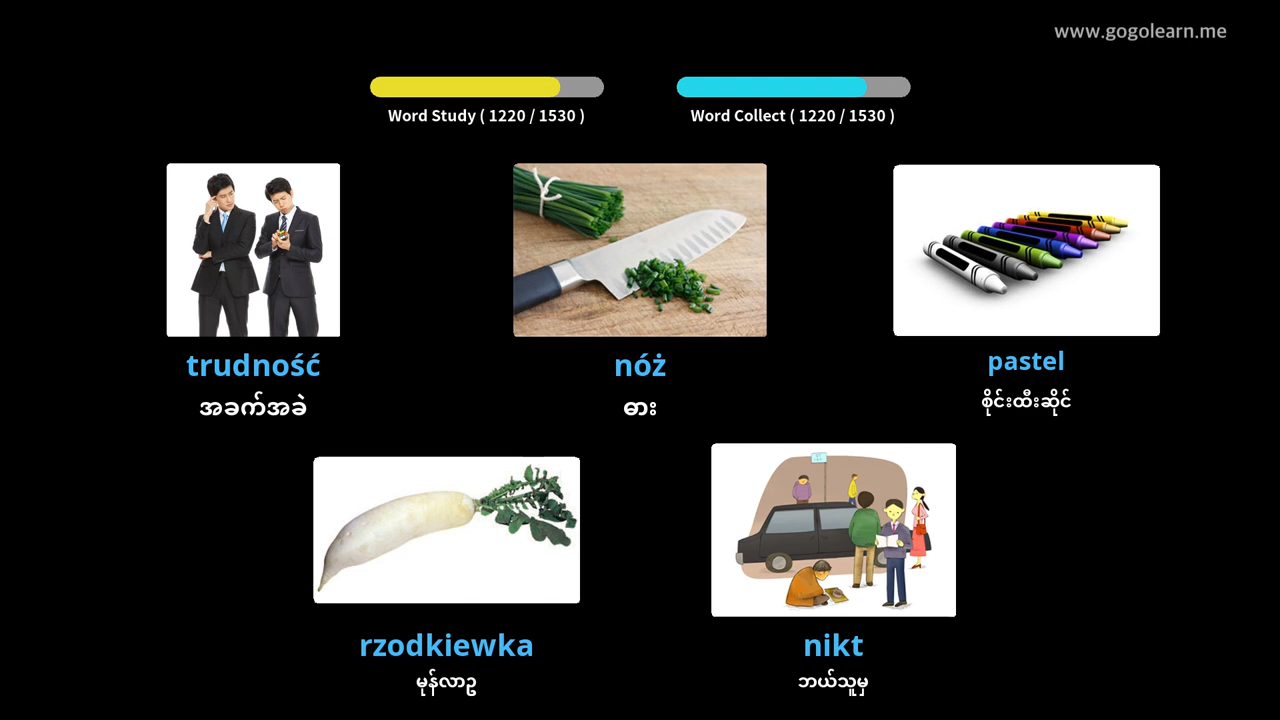 www.gogolearn.me
Word Study ( 1220 / 1530 )
Word Collect ( 1220 / 1530 )
trudność
အခက်အခဲ
nóż
ဓား
pastel
စိုင်းထီးဆိုင်
rzodkiewka
မုန်လာဥ
nikt
ဘယ်သူမှ